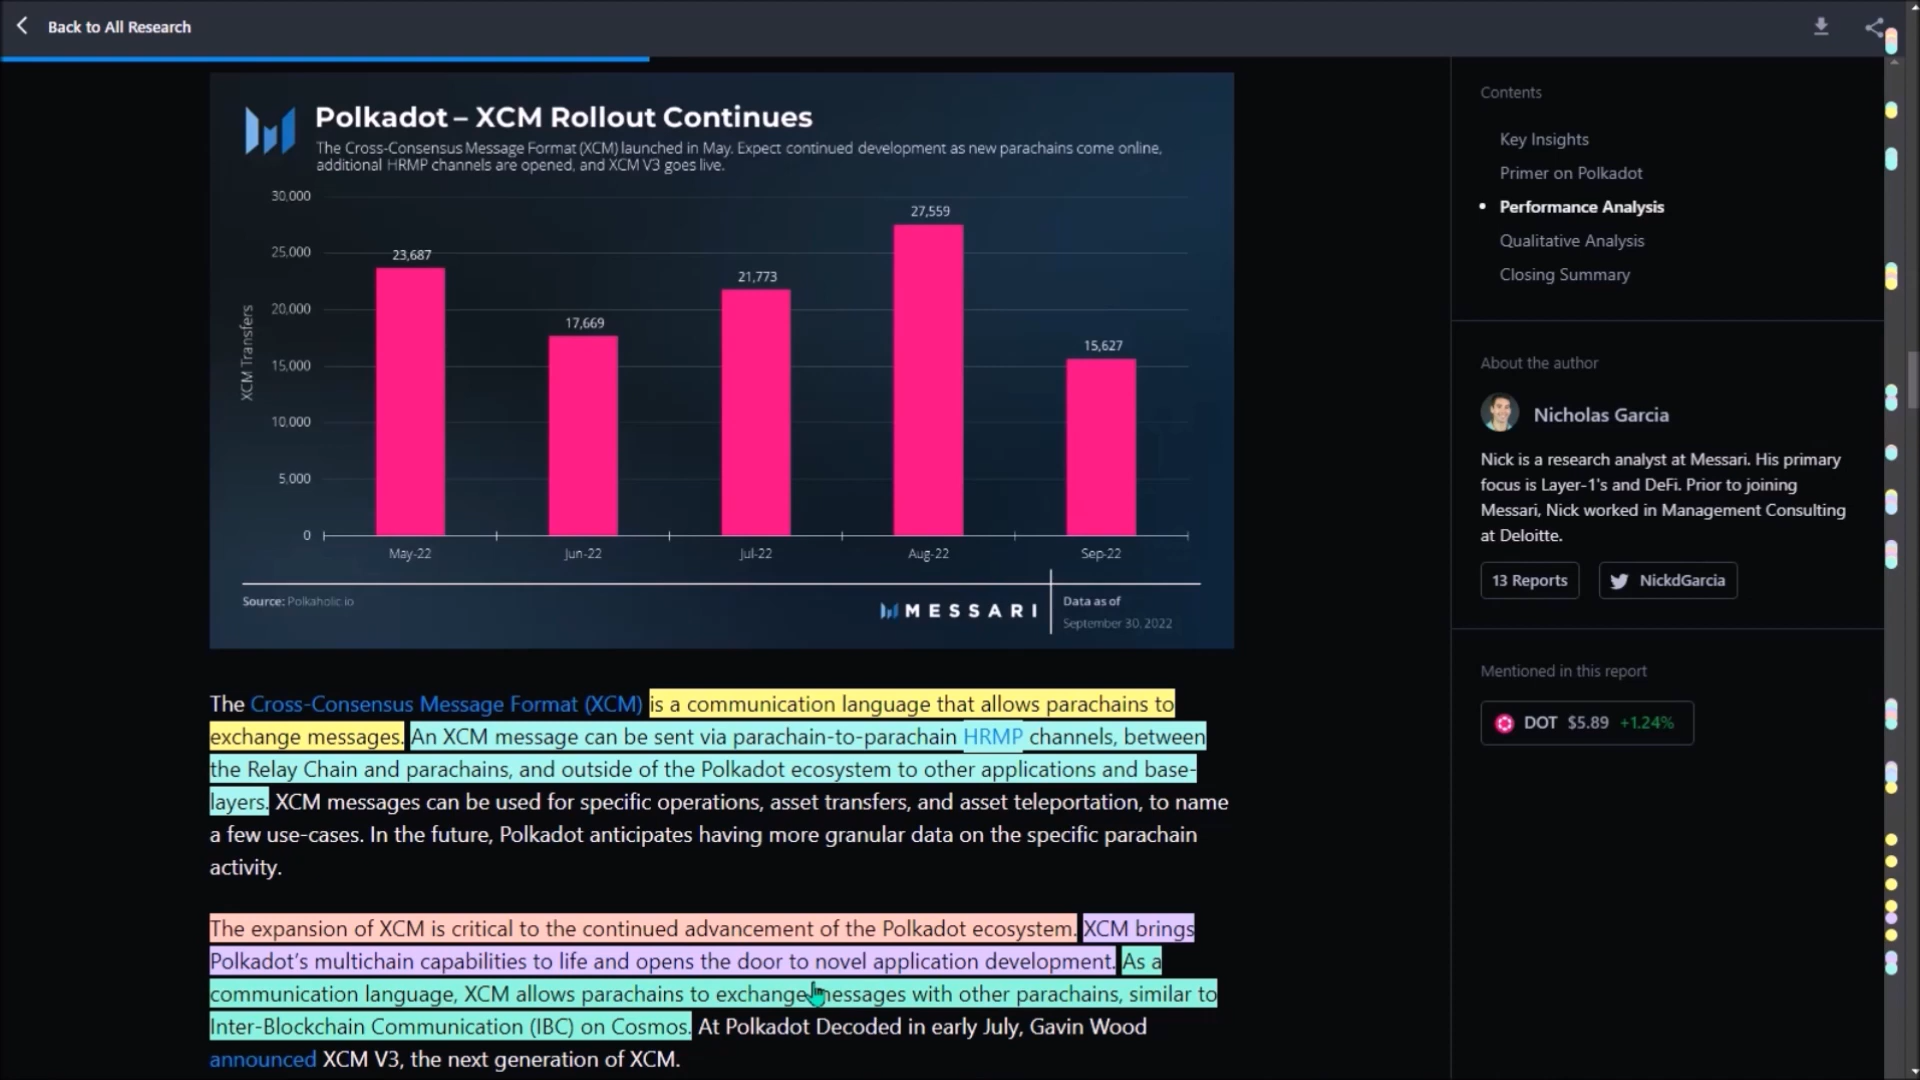 Back to All Research
Polkadot – XCM Rollout Continues
The Cross-Consensus Message Format (XCM) launched in May. Expect continued development as new parachains come online,
additional HRMP channels are opened, and XCM V3 goes live.
XCM Transfers
30,000
25,000
20,000
15,000
10,000
5,000
0
23,687
17,669
21,773
27,559
15,627
May-22
Jun-22
Jul-22
Aug-22
Sep-22
Source: Polkaholic.io
MESSARI
Data as of
September 30, 2022
The Cross-Consensus Message Format (XCM) is a communication language that allows parachains to
exchange messages. An XCM message can be sent via parachain-to-parachain HRMP channels, between
the Relay Chain and parachains, and outside of the Polkadot ecosystem to other applications and base-
layers. XCM messages can be used for specific operations, asset transfers, and asset teleportation, to name
a few use-cases. In the future, Polkadot anticipates having more granular data on the specific parachain
activity.
The expansion of XCM is critical to the continued advancement of the Polkadot ecosystem. XCM brings
Polkadot's multichain capabilities to life and opens the door to novel application development. As a
communication language, XCM allows parachains to exchange messages with other parachains, similar to
Inter-Blockchain Communication (IBC) on Cosmos. At Polkadot Decoded in early July, Gavin Wood
announced XCM V3, the next generation of XCM.
Contents
Key Insights
Primer on Polkadot
• Performance Analysis
Qualitative Analysis
Closing Summary
About the author
Nicholas Garcia
Nick is a research analyst at Messari. His primary
focus is Layer-1's and DeFi. Prior to joining
Messari, Nick worked in Management Consulting
at Deloitte.
13 Reports
NickdGarcia
Mentioned in this report
DOT $5.89 +1.24%